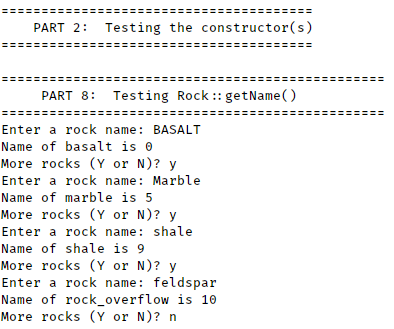 =======================================
PART 2:  Testing the constructor(s)
=======================================
================================================
PART 8:  Testing Rock::getName()
================================================
Enter a rock name: BASALT
Name of basalt is 0
More rocks (Y or N)? y
Enter a rock name: Marble
Name of marble is 5
More rocks (Y or N)? y
Enter a rock name: shale
Name of shale is 9
More rocks (Y or N)? y
Enter a rock name: feldspar
Name of rock_overflow is 10
More rocks (Y or N)? n